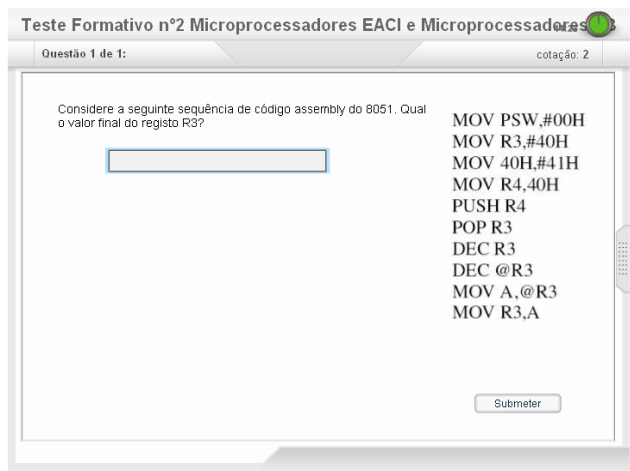 Teste Formativo nº2 Microprocessadores EACI e Microprocessadores
Questão 1 de 1:
cotação: 2
Considere a seguinte sequência de código assembly do 8051. Qual
o valor final do registo R3?
MOV PSW,#00H
MOV R3,#40H
MOV 40H,#41H
MOV R4,40H
PUSH R4
POP R3
DEC R3
DEC @R3
MOV A,@R3
MOV R3,A
Submeter